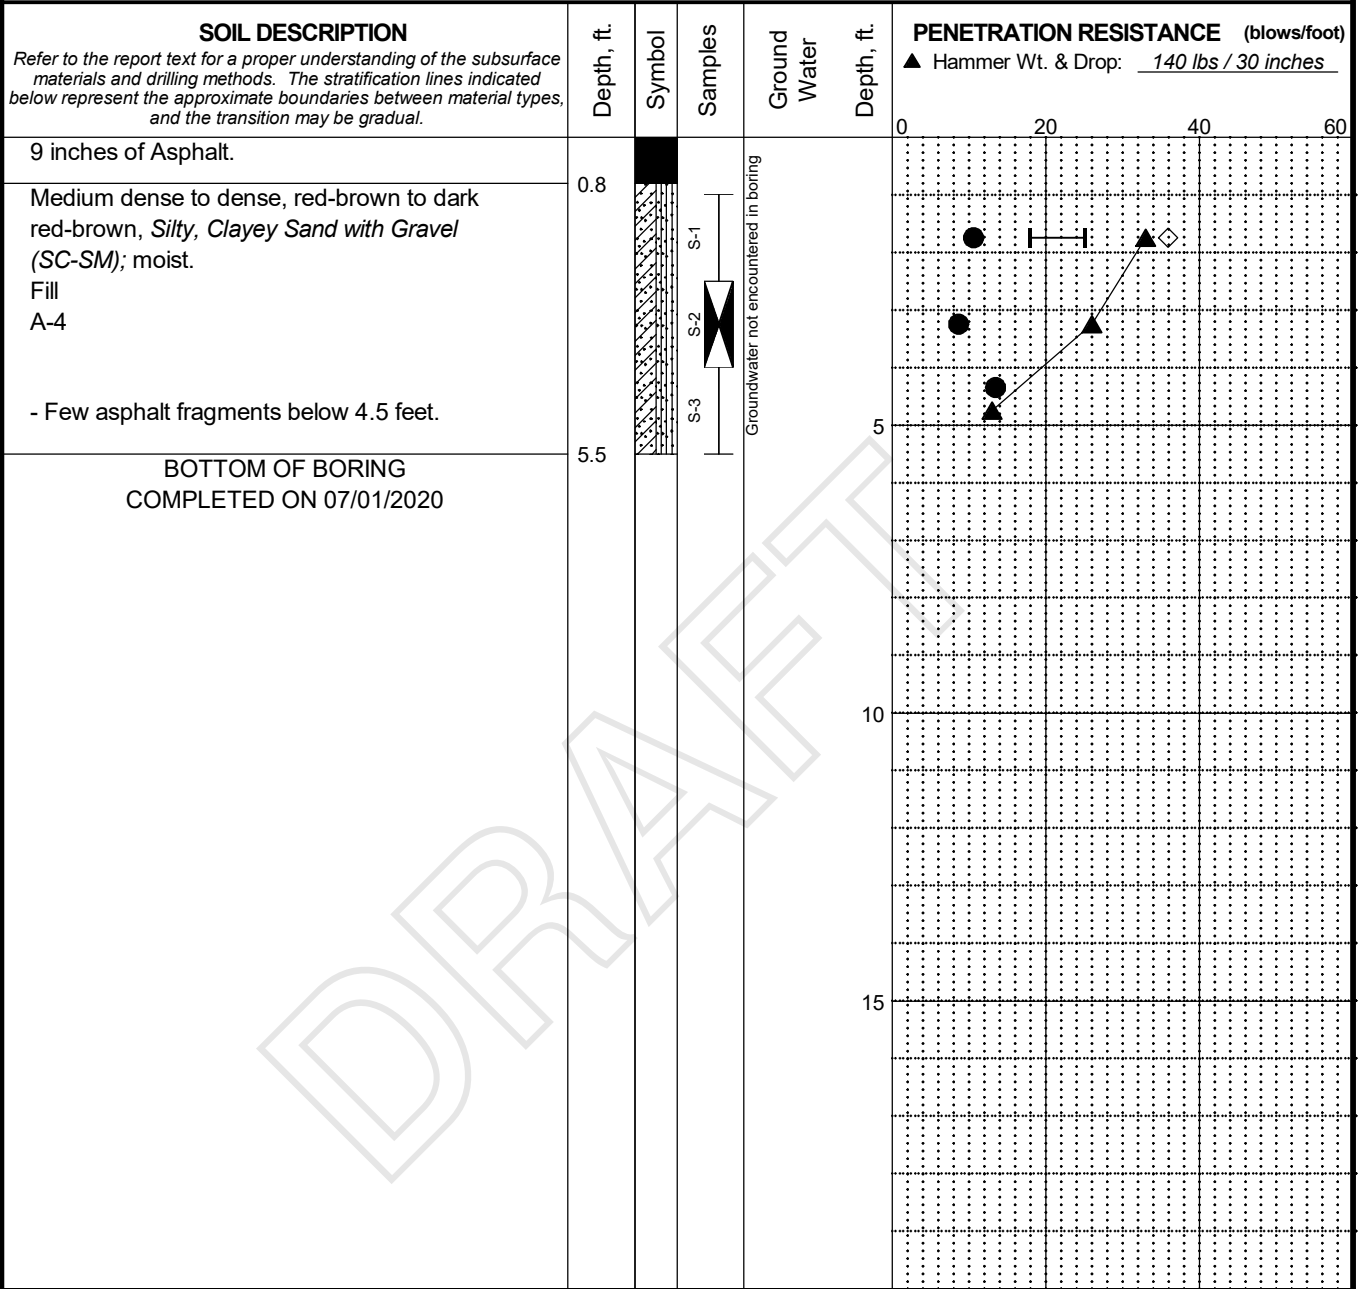 SOIL DESCRIPTION
Refer to the report text for a proper understanding of the subsurface
materials and drilling methods. The stratification lines indicated
below represent the approximate boundaries between material types,
and the transition may be gradual.
Depth, ft.
Symbol
Samples
Ground
Water
Depth, ft.
PENETRATION RESISTANCE (blows/foot)
▲ Hammer Wt. & Drop: 140 lbs / 30 inches
0 20 40 60
9 inches of Asphalt.
0.8
Medium dense to dense, red-brown to dark
red-brown, Silty, Clayey Sand with Gravel
(SC-SM); moist.
Fill
A-4
- Few asphalt fragments below 4.5 feet.
5.5
S-1
S-2
S-3
Groundwater not encountered in boring
BOTTOM OF BORING
COMPLETED ON 07/01/2020
5
10
15
DRAFT